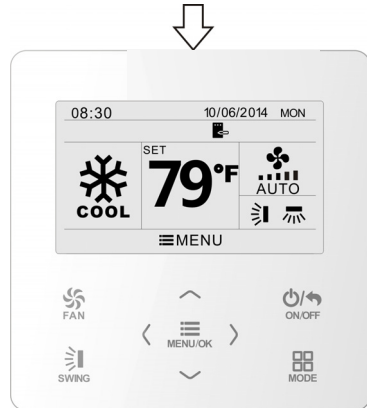 08:30 10/06/2014 MON
SET
79°F
COOL
AUTO
MENU
FAN
ON/OFF
MENU/OK
SWING
MODE